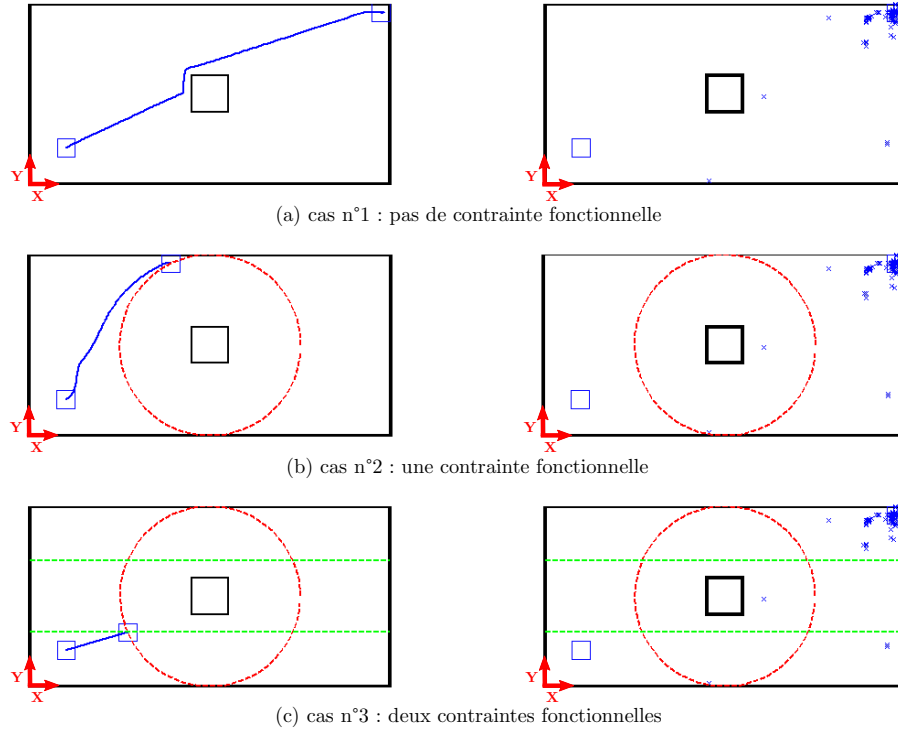 Y
X
Y
X
(a) cas n°1 : pas de contrainte fonctionnelle
Y
X
Y
X
(b) cas n°2 : une contrainte fonctionnelle
Y
X
Y
X
(c) cas n°3 : deux contraintes fonctionnelles